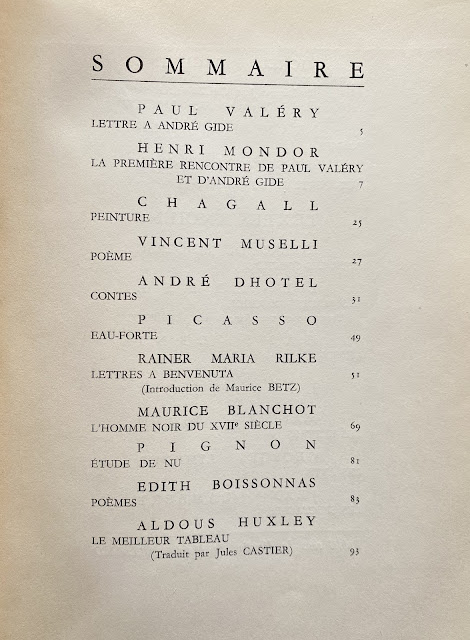 SOMMAIRE
PAUL VALÉRY
LETTRE A ANDRÉ GIDE 5
HENRI MONDOR
LA PREMIÈRE RENCONTRE DE PAUL VALÉRY
ET D'ANDRÉ GIDE 7
CHAGALL
PEINTURE 25
VINCENT MUSELLI
POÈME 27
ANDRÉ DHOTEL
CONTES 31
PICASSO
EAU-FORTE 49
RAINER MARIA RILKE
LETTRES A BENVENUTA 51
(Introduction de Maurice BETZ)
MAURICE BLANCHOT
L'HOMME NOIR DU XVIIe SIÈCLE 69
PIGNON
ÉTUDE DE NU 81
EDITH BOISSONNAS
POÈMES 83
ALDOUS HUXLEY
LE MEILLEUR TABLEAU
(Traduit par Jules CASTIER) 93